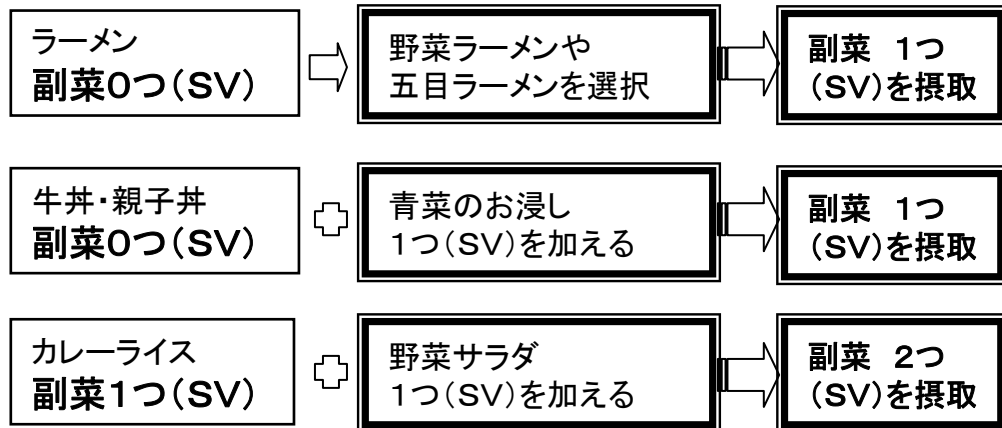 ラーメン
副菜0つ(SV)
野菜ラーメンや
五目ラーメンを選択
副菜 1つ
(SV)を摂取
牛丼・親子丼
副菜0つ(SV)
青菜のお浸し
1つ(SV)を加える
副菜 1つ
(SV)を摂取
カレーライス
副菜1つ(SV)
野菜サラダ
1つ(SV)を加える
副菜 2つ
(SV)を摂取